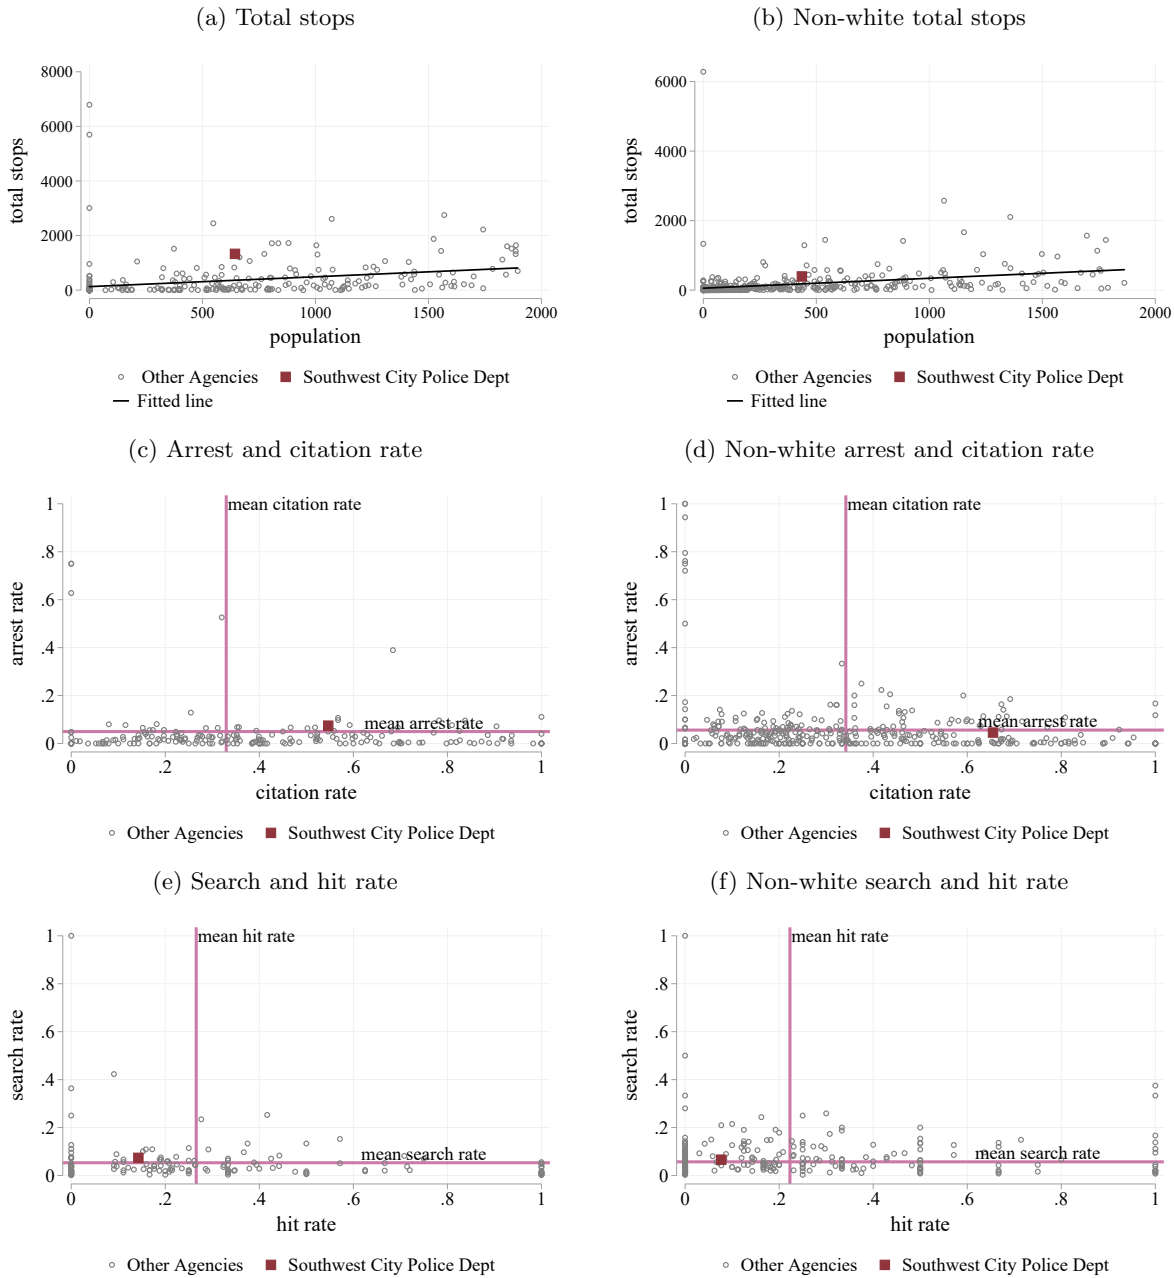 (a) Total stops
(b) Non-white total stops
total stops
8000
6000
4000
2000
0
0 500 1000 1500 2000
population
Other Agencies Southwest City Police Dept
Fitted line
total stops
6000
4000
2000
0
0 500 1000 1500 2000
population
Other Agencies Southwest City Police Dept
Fitted line
(c) Arrest and citation rate
(d) Non-white arrest and citation rate
arrest rate
1
.8
.6
.4
.2
0
mean citation rate
mean arrest rate
0 .2 .4 .6 .8 1
citation rate
Other Agencies Southwest City Police Dept
arrest rate
1
.8
.6
.4
.2
0
mean citation rate
mean arrest rate
0 .2 .4 .6 .8 1
citation rate
Other Agencies Southwest City Police Dept
(e) Search and hit rate
(f) Non-white search and hit rate
search rate
1
.8
.6
.4
.2
0
mean hit rate
mean search rate
0 .2 .4 .6 .8 1
hit rate
Other Agencies Southwest City Police Dept
search rate
1
.8
.6
.4
.2
0
mean hit rate
mean search rate
0 .2 .4 .6 .8 1
hit rate
Other Agencies Southwest City Police Dept